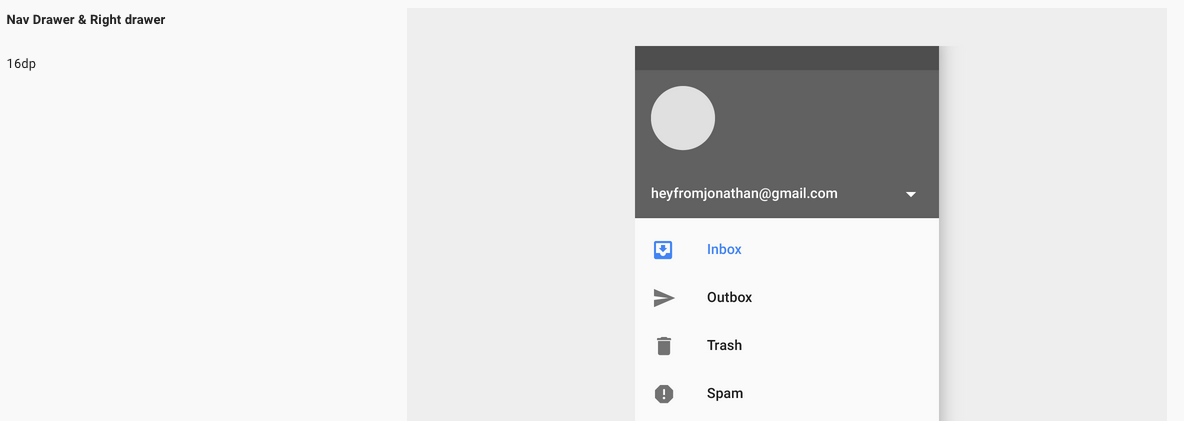 Nav Drawer & Right drawer
16dp
heyfromjonathan@gmail.com
Inbox
Outbox
Trash
Spam